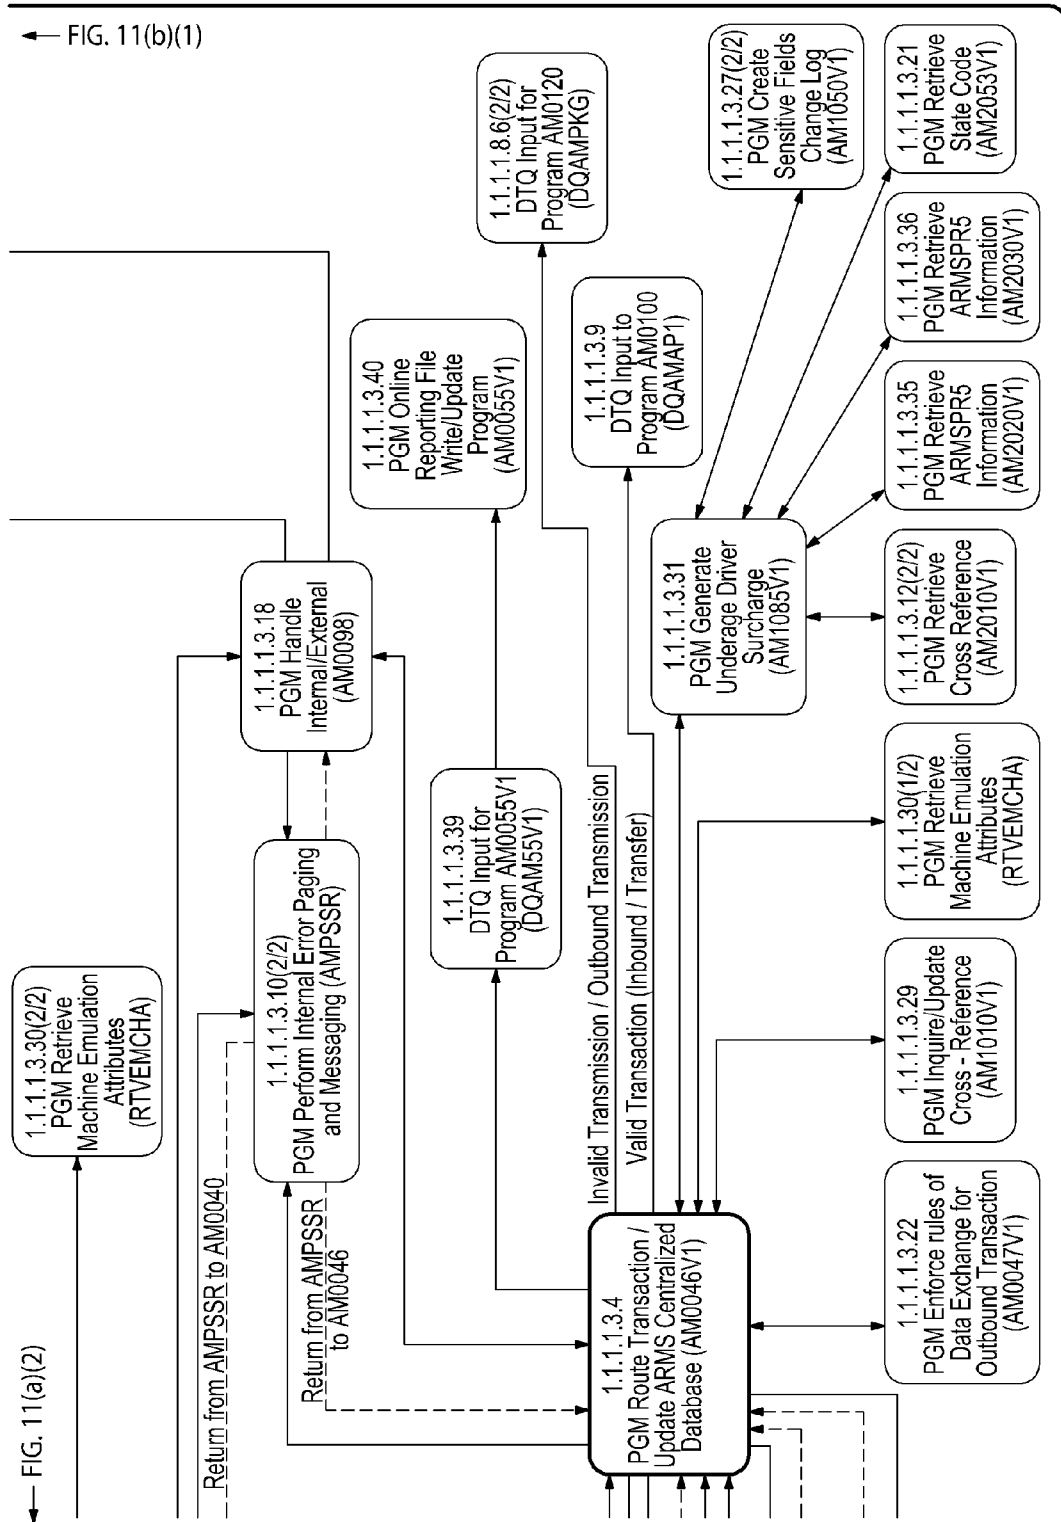 ← FIG. 11(b)(1)
← FIG. 11(a)(2)
1.1.1.1.3.30(2/2)
PGM Retrieve
Machine Emulation
Attributes
(RTVEMCHA)
Return from AMPSSR to AM0040
1.1.1.1.3.10(2/2)
PGM Perform Internal Error Paging
and Messaging (AMPSSR)
Return from AMPSSR
to AM0046
1.1.1.1.3.18
PGM Handle
Internal/External
(AM0098)
1.1.1.1.3.39
DTQ Input for
Program AM0055V1
(DQAM55V1)
1.1.1.1.3.40
PGM Online
Reporting File
Write/Update
Program
(AM0055V1)
1.1.1.1.8.6(2/2)
DTQ Input for
Program AM0120
(DQAMPKG)
1.1.1.1.3.9
DTQ Input to
Program AM0100
(DQAMAP1)
Invalid Transmission / Outbound Transmission
Valid Transaction (Inbound / Transfer)
1.1.1.1.3.4
PGM Route Transaction /
Update ARMS Centralized
Database (AM0046V1)
1.1.1.1.3.31
PGM Generate
Underage Driver
Surcharge
(AM1085V1)
1.1.1.1.3.27(2/2)
PGM Create
Sensitive Fields
Change Log
(AM1050V1)
1.1.1.1.3.22
PGM Enforce rules of
Data Exchange for
Outbound Transaction
(AM0047V1)
1.1.1.1.3.29
PGM Inquire/Update
Cross - Reference
(AM1010V1)
1.1.1.1.3.30(1/2)
PGM Retrieve
Machine Emulation
Attributes
(RTVEMCHA)
1.1.1.1.3.12(2/2)
PGM Retrieve
Cross Reference
(AM2010V1)
1.1.1.1.3.35
PGM Retrieve
ARMSPR5
Information
(AM2020V1)
1.1.1.1.3.36
PGM Retrieve
ARMSPR5
Information
(AM2030V1)
1.1.1.1.3.21
PGM Retrieve
State Code
(AM2053V1)